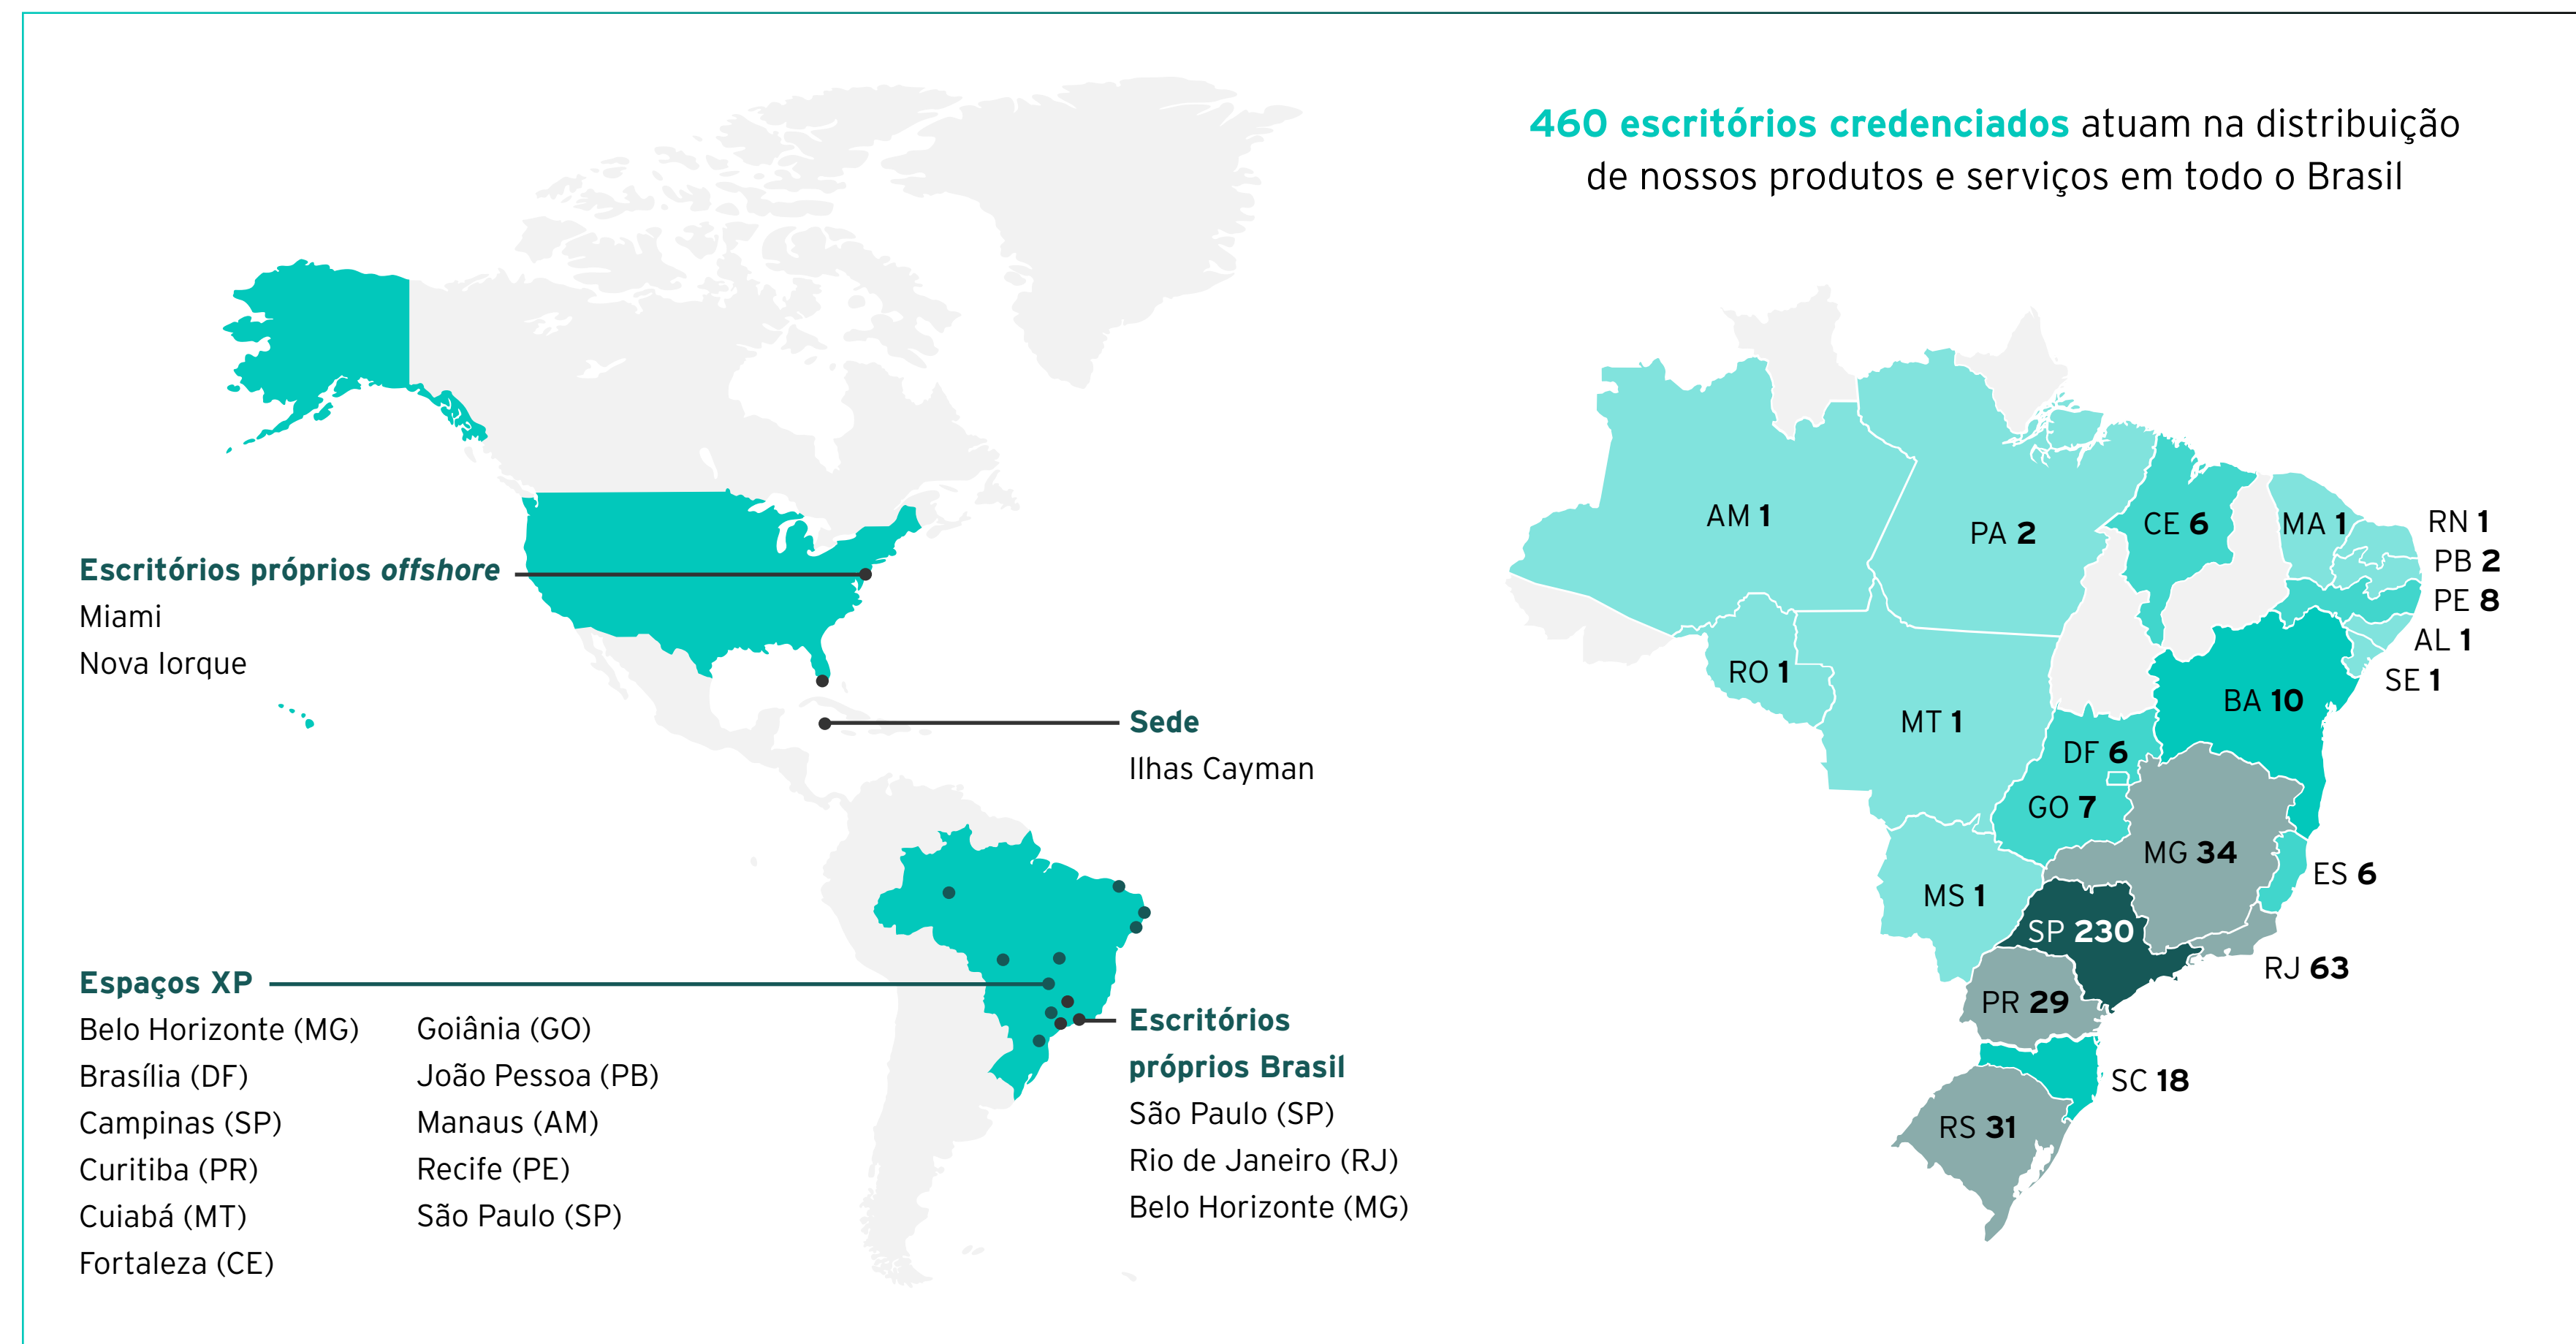 460 escritórios credenciados atuam na distribuição
de nossos produtos e serviços em todo o Brasil
Escritórios próprios offshore
Miami
Nova Iorque
Sede
Ilhas Cayman
Espaços XP
Belo Horizonte (MG)
Brasília (DF)
Campinas (SP)
Curitiba (PR)
Cuiabá (MT)
Fortaleza (CE)
Goiânia (GO)
João Pessoa (PB)
Manaus (AM)
Recife (PE)
São Paulo (SP)
Escritórios
próprios Brasil
São Paulo (SP)
Rio de Janeiro (RJ)
Belo Horizonte (MG)
AM 1
PA 2
CE 6
MA 1
RN 1
PB 2
PE 8
AL 1
SE 1
RO 1
MT 1
BA 10
DF 6
GO 7
MG 34
ES 6
MS 1
SP 230
RJ 63
PR 29
SC 18
RS 31